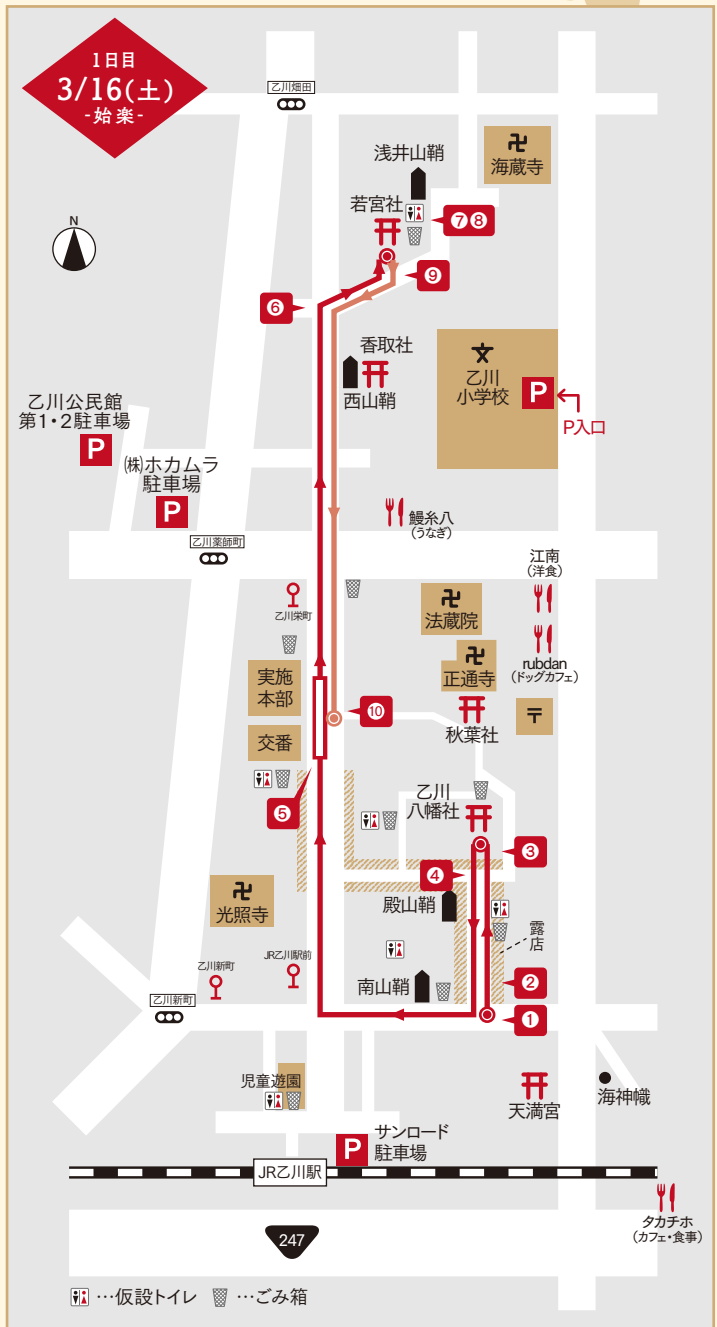 1日目
3/16(土)
-始楽-
乙川畑田
N
浅井山鞘
海蔵寺
若宮社
❼❽
❾
❻
香取社
西山鞘
文
乙川
小学校
P
P入口
乙川公民館
第1・2駐車場
P
㈱ホカムラ
駐車場
P
鰻糸八
(うなぎ)
乙川薬師町
江南
(洋食)
乙川栄町
法蔵院
rubdan
(ドッグカフェ)
正通寺
実施
本部
❿
秋葉社
〒
交番
乙川
八幡社
❺
❸
❹
光照寺
殿山鞘
露店
JR乙川駅前
乙川新町
南山鞘
❷
乙川新町
❶
児童遊園
天満宮
海神幟
サンロード
駐車場
P
JR乙川駅
タカチホ
(カフェ・食事)
247
…仮設トイレ
…ごみ箱